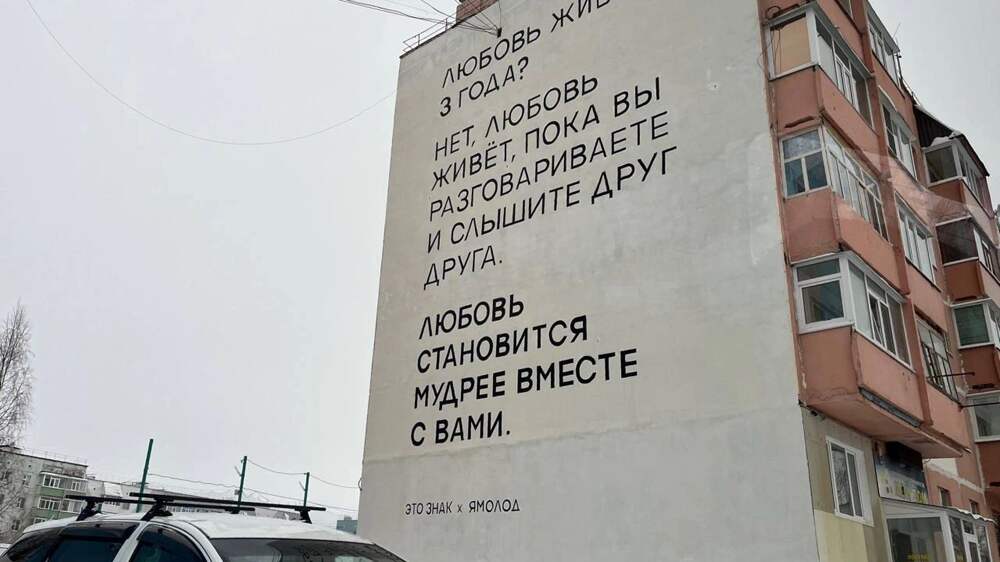 ЛЮБОВЬ
3 ГОДА?
НЕТ, ЛЮБОВЬ
ЖИВЁТ, ПОКА ВЫ
РАЗГОВАРИВАЕТЕ
И СЛЫШИТЕ ДРУГ
ДРУГА.
ЛЮБОВЬ
СТАНОВИТСЯ
МУДРЕЕ ВМЕСТЕ
С ВАМИ.
ЭТО ЗНАК х ЯМОЛОД